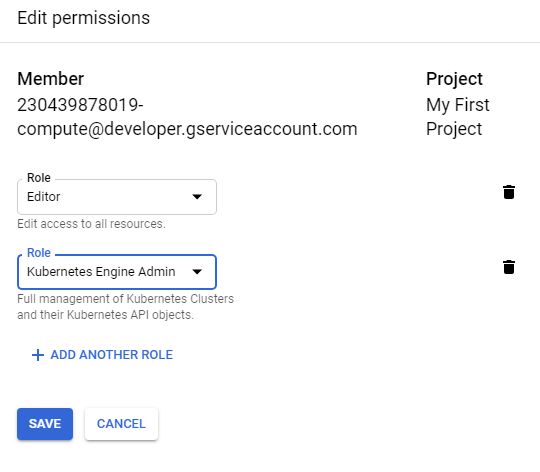 Edit permissions
Member
Project
230439878019-
compute@developer.gserviceaccount.com
My First
Project
Role
Editor
Edit access to all resources.
Role
Kubernetes Engine Admin
Full management of Kubernetes Clusters
and their Kubernetes API objects.
ADD ANOTHER ROLE
SAVE
CANCEL